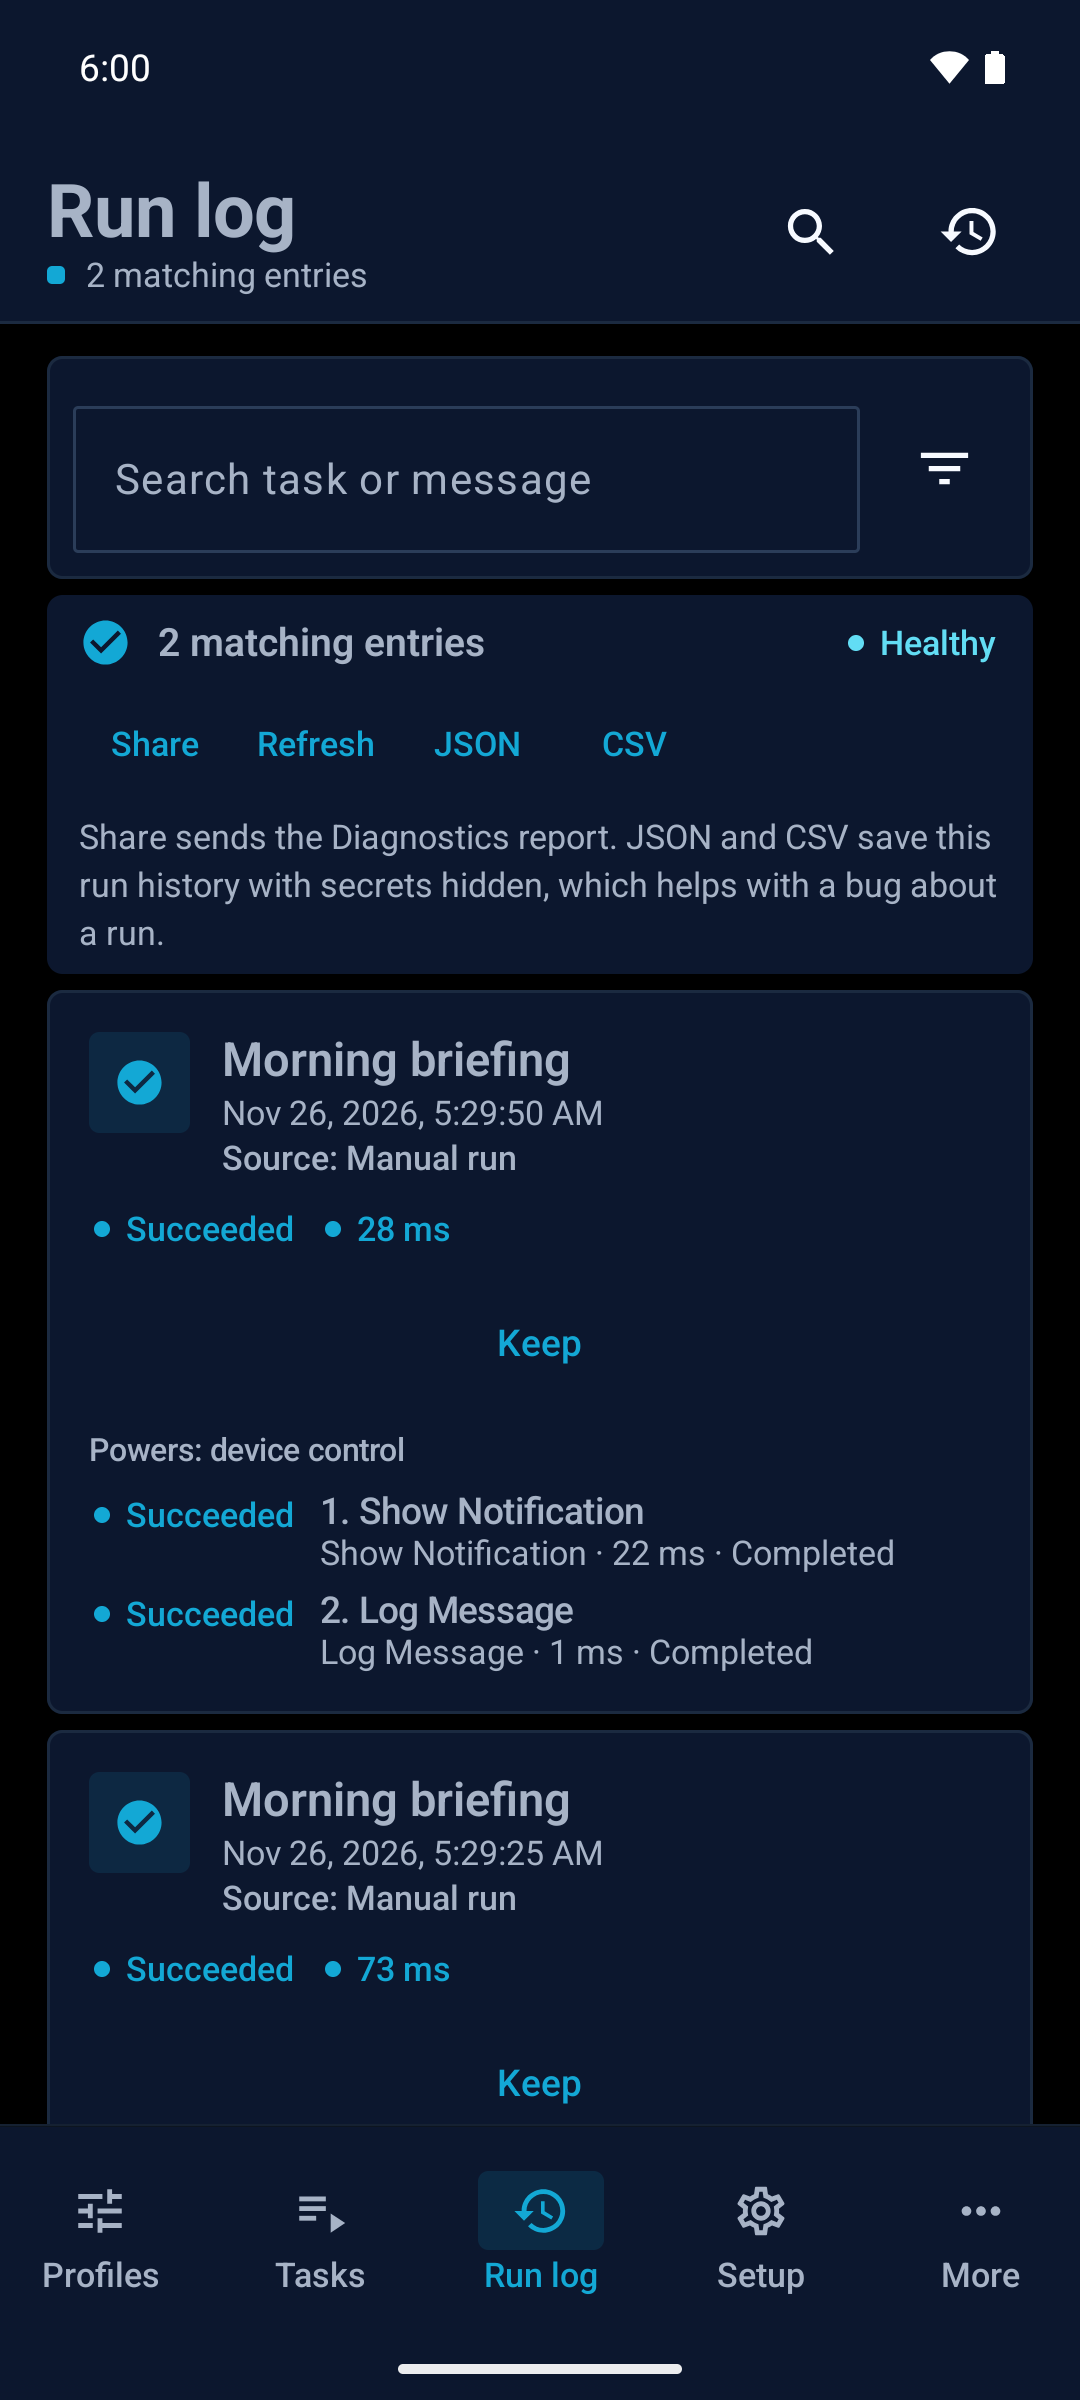 6:00
Run log
2 matching entries
Search task or message
2 matching entries
Healthy
Share Refresh JSON CSV
Share sends the Diagnostics report. JSON and CSV save this
run history with secrets hidden, which helps with a bug about
a run.
Morning briefing
Nov 26, 2026, 5:29:50 AM
Source: Manual run
Succeeded 28 ms
Keep
Powers: device control
Succeeded 1. Show Notification
Show Notification · 22 ms · Completed
Succeeded 2. Log Message
Log Message · 1 ms · Completed
Morning briefing
Nov 26, 2026, 5:29:25 AM
Source: Manual run
Succeeded 73 ms
Keep
Profiles Tasks Run log Setup More